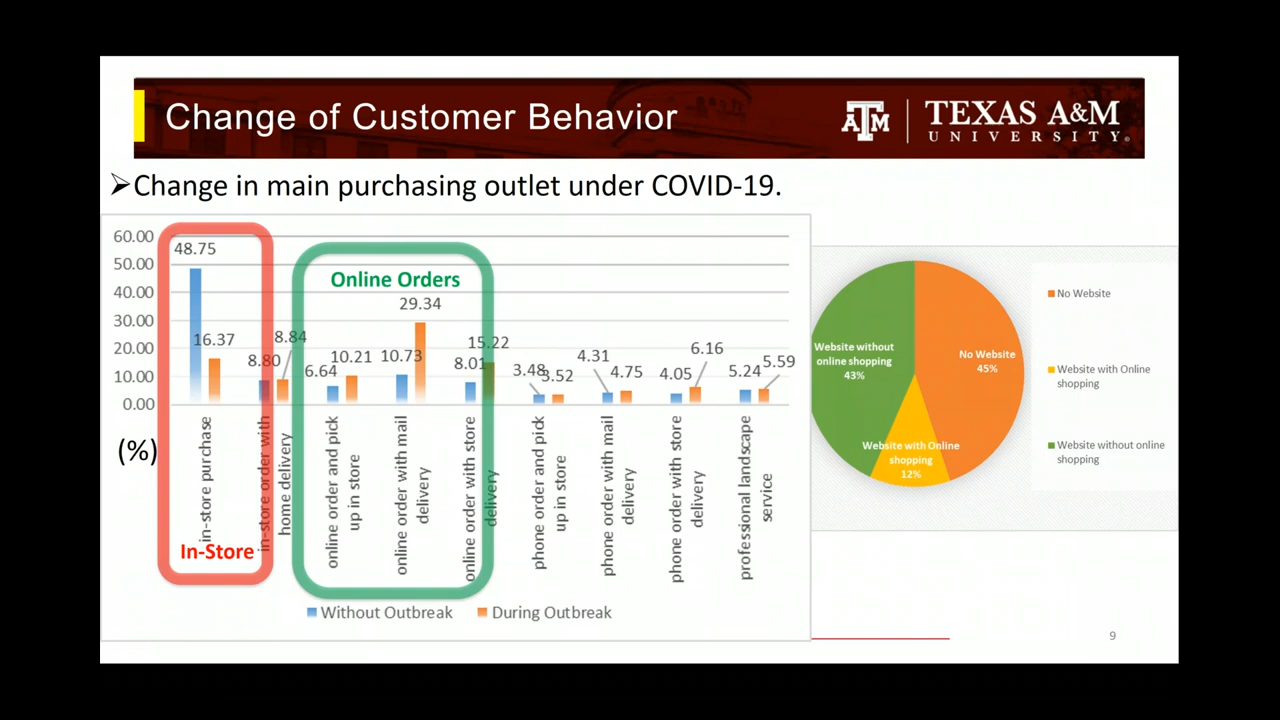 Change of Customer Behavior
ATM
TEXAS A&M
UNIVERSITY®
➢Change in main purchasing outlet under COVID-19.
60.00
50.00
40.00
30.00
20.00
10.00
0.00
(%)
48.75
16.37
8.80
8.84
6.64
10.21
10.73
29.34
8.01
15.22
3.48
3.52
4.31
4.75
4.05
6.16
5.24
5.59
Online Orders
In-Store
in-store purchase
in-store order with
home delivery
online order and pick
up in store
online order with mail
delivery
online order with store
delivery
phone order and pick
up in store
phone order with mail
delivery
phone order with store
delivery
professional landscape
service
Without Outbreak
During Outbreak
Website without
online shopping
43%
No Website
45%
Website with Online
shopping
12%
No Website
Website with Online
shopping
Website without online
shopping
9